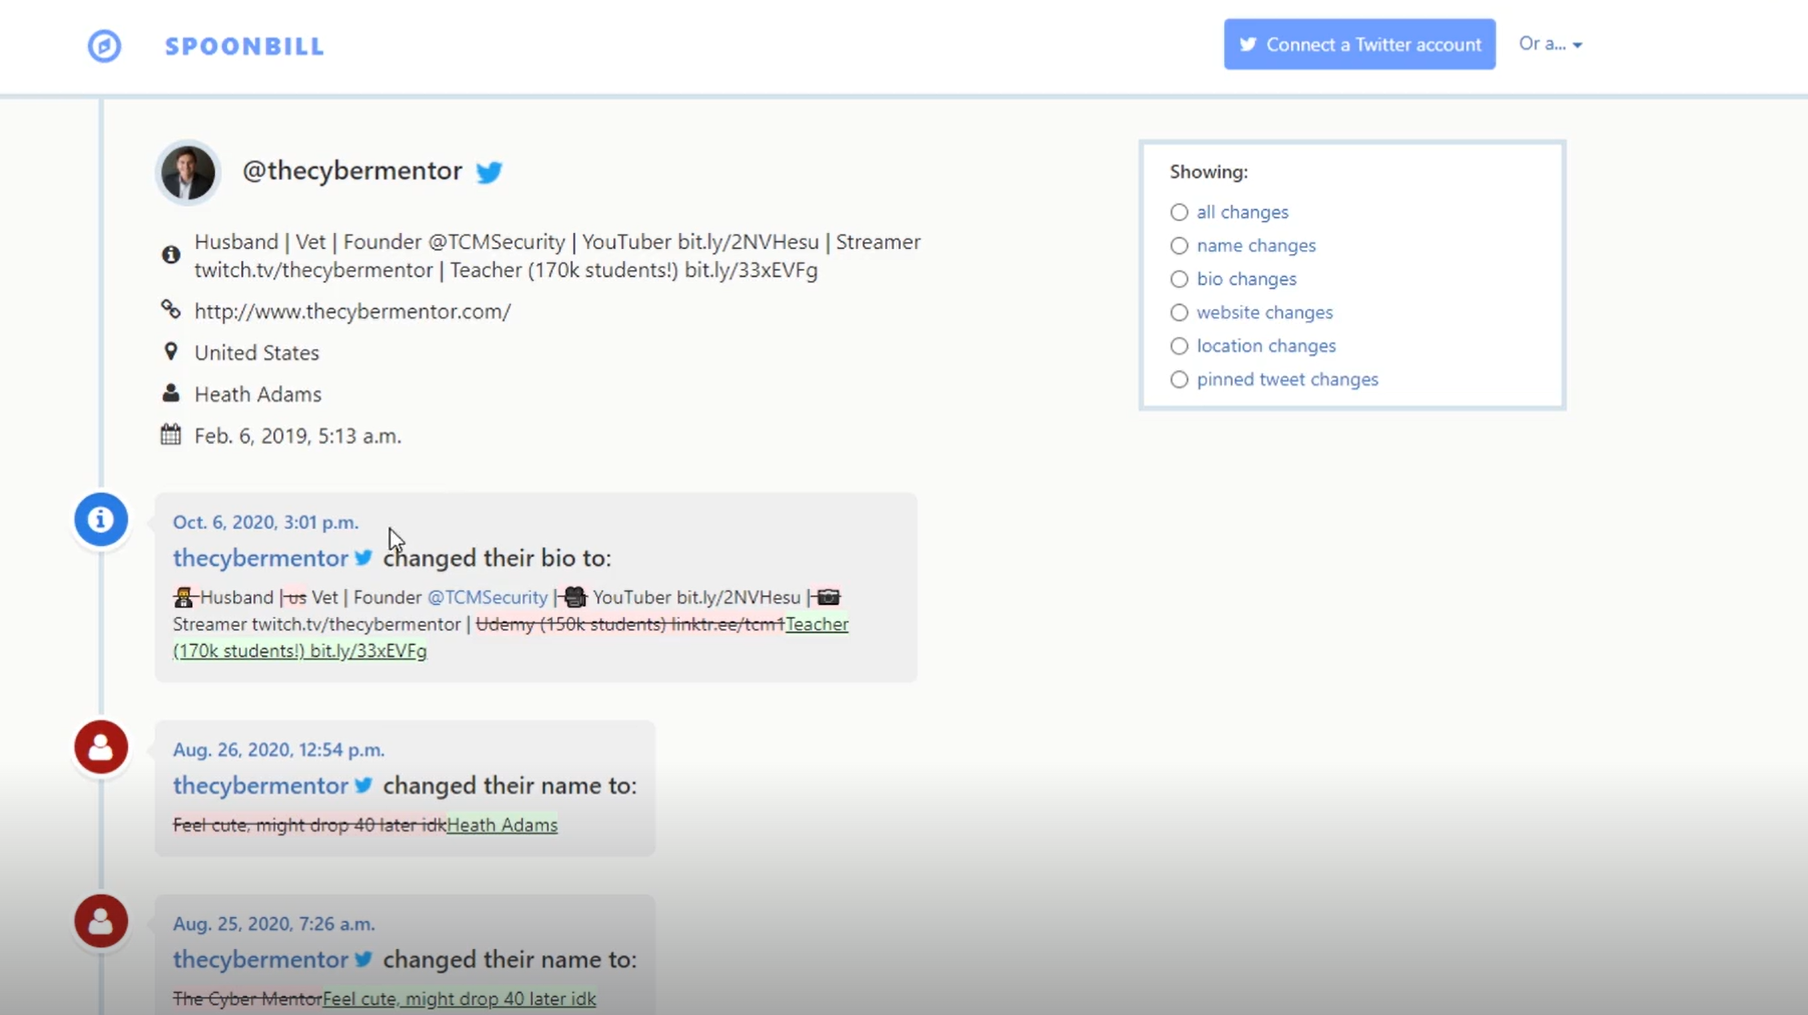 SPOONBILL
Connect a Twitter account
Or a...
@thecybermentor
Husband | Vet | Founder @TCMSecurity | YouTuber bit.ly/2NVHesu | Streamer
twitch.tv/thecybermentor | Teacher (170k students!) bit.ly/33xEVFg
http://www.thecybermentor.com/
United States
Heath Adams
Feb. 6, 2019, 5:13 a.m.
Showing:
all changes
name changes
bio changes
website changes
location changes
pinned tweet changes
Oct. 6, 2020, 3:01 p.m.
thecybermentor changed their bio to:
Husband | us Vet | Founder @TCMSecurity | YouTuber bit.ly/2NVHesu |
Streamer twitch.tv/thecybermentor | Udemy (150k students) linktr.ee/tcm1Teacher
(170k students!) bit.ly/33xEVFg
Aug. 26, 2020, 12:54 p.m.
thecybermentor changed their name to:
Feel cute, might drop 40 later idkHeath Adams
Aug. 25, 2020, 7:26 a.m.
thecybermentor changed their name to:
The Cyber MentorFeel cute, might drop 40 later idk